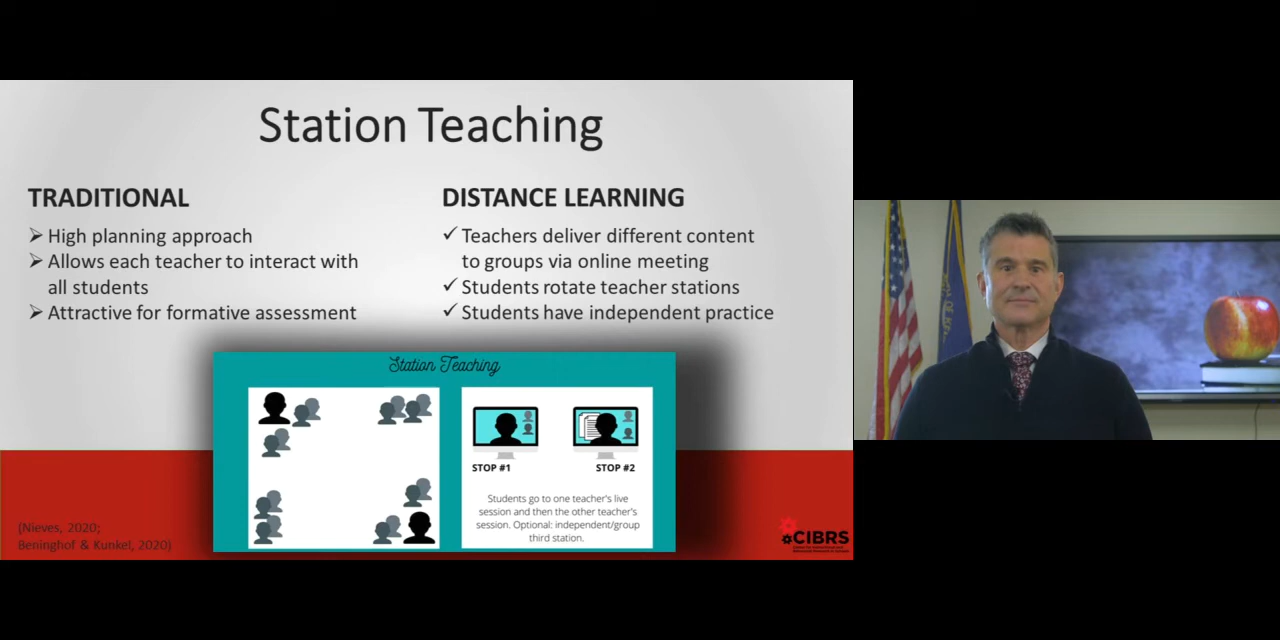 Station Teaching
TRADITIONAL
➢ High planning approach
➢ Allows each teacher to interact with
all students
➢ Attractive for formative assessment
DISTANCE LEARNING
✓ Teachers deliver different content
to groups via online meeting
✓ Students rotate teacher stations
✓ Students have independent practice
Station Teaching
STOP #1
STOP #2
Students go to one teacher's live
session and then the other teacher's
session. Optional: independent/group
third station.
(Nieves, 2020;
Beninghof & Kunkel, 2020)
CIBRS